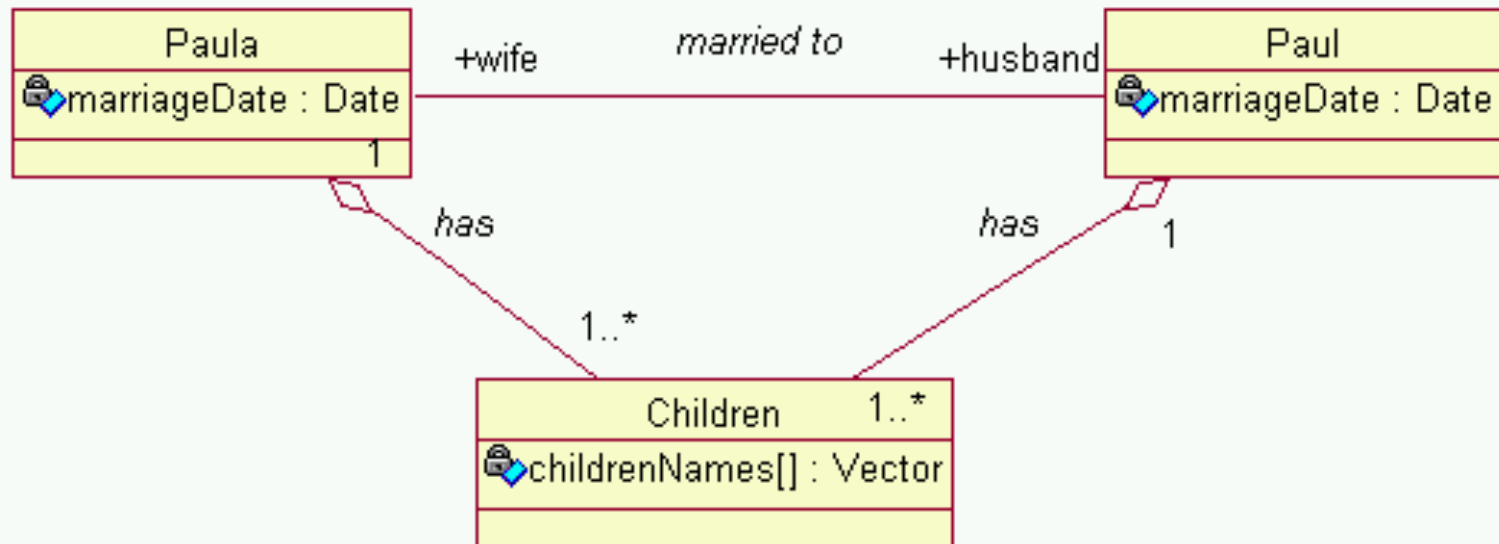 Paula
+wife
married to
+husband
Paul
marriageDate : Date
marriageDate : Date
1
has
has
1
1..*
Children
1..*
childrenNames[] : Vector